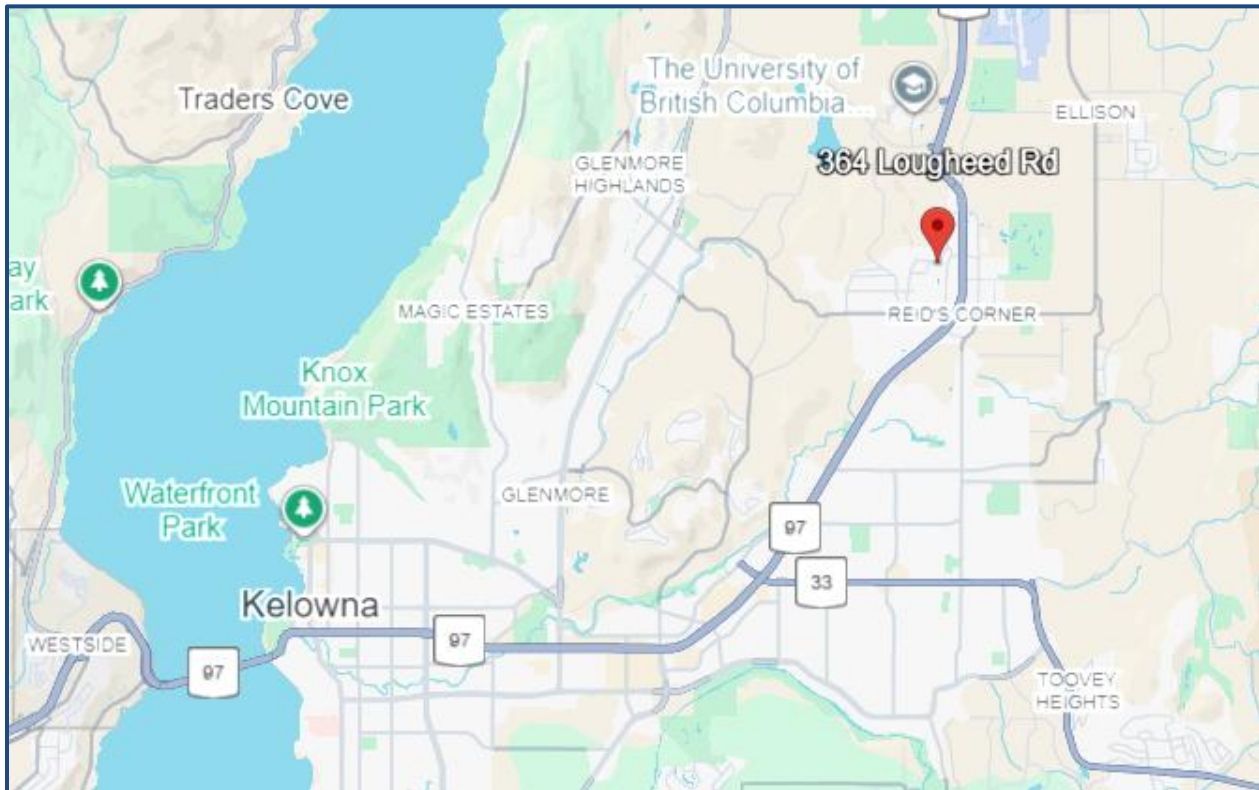 The University of
British Columbia...
Traders Cove
ELLISON
364 Lougheed Rd
GLENMORE
HIGHLANDS
ay
ark
MAGIC ESTATES
REID'S CORNER
Knox
Mountain Park
Waterfront
Park
GLENMORE
97
33
Kelowna
97
WESTSIDE
97
TOOVEY
HEIGHTS